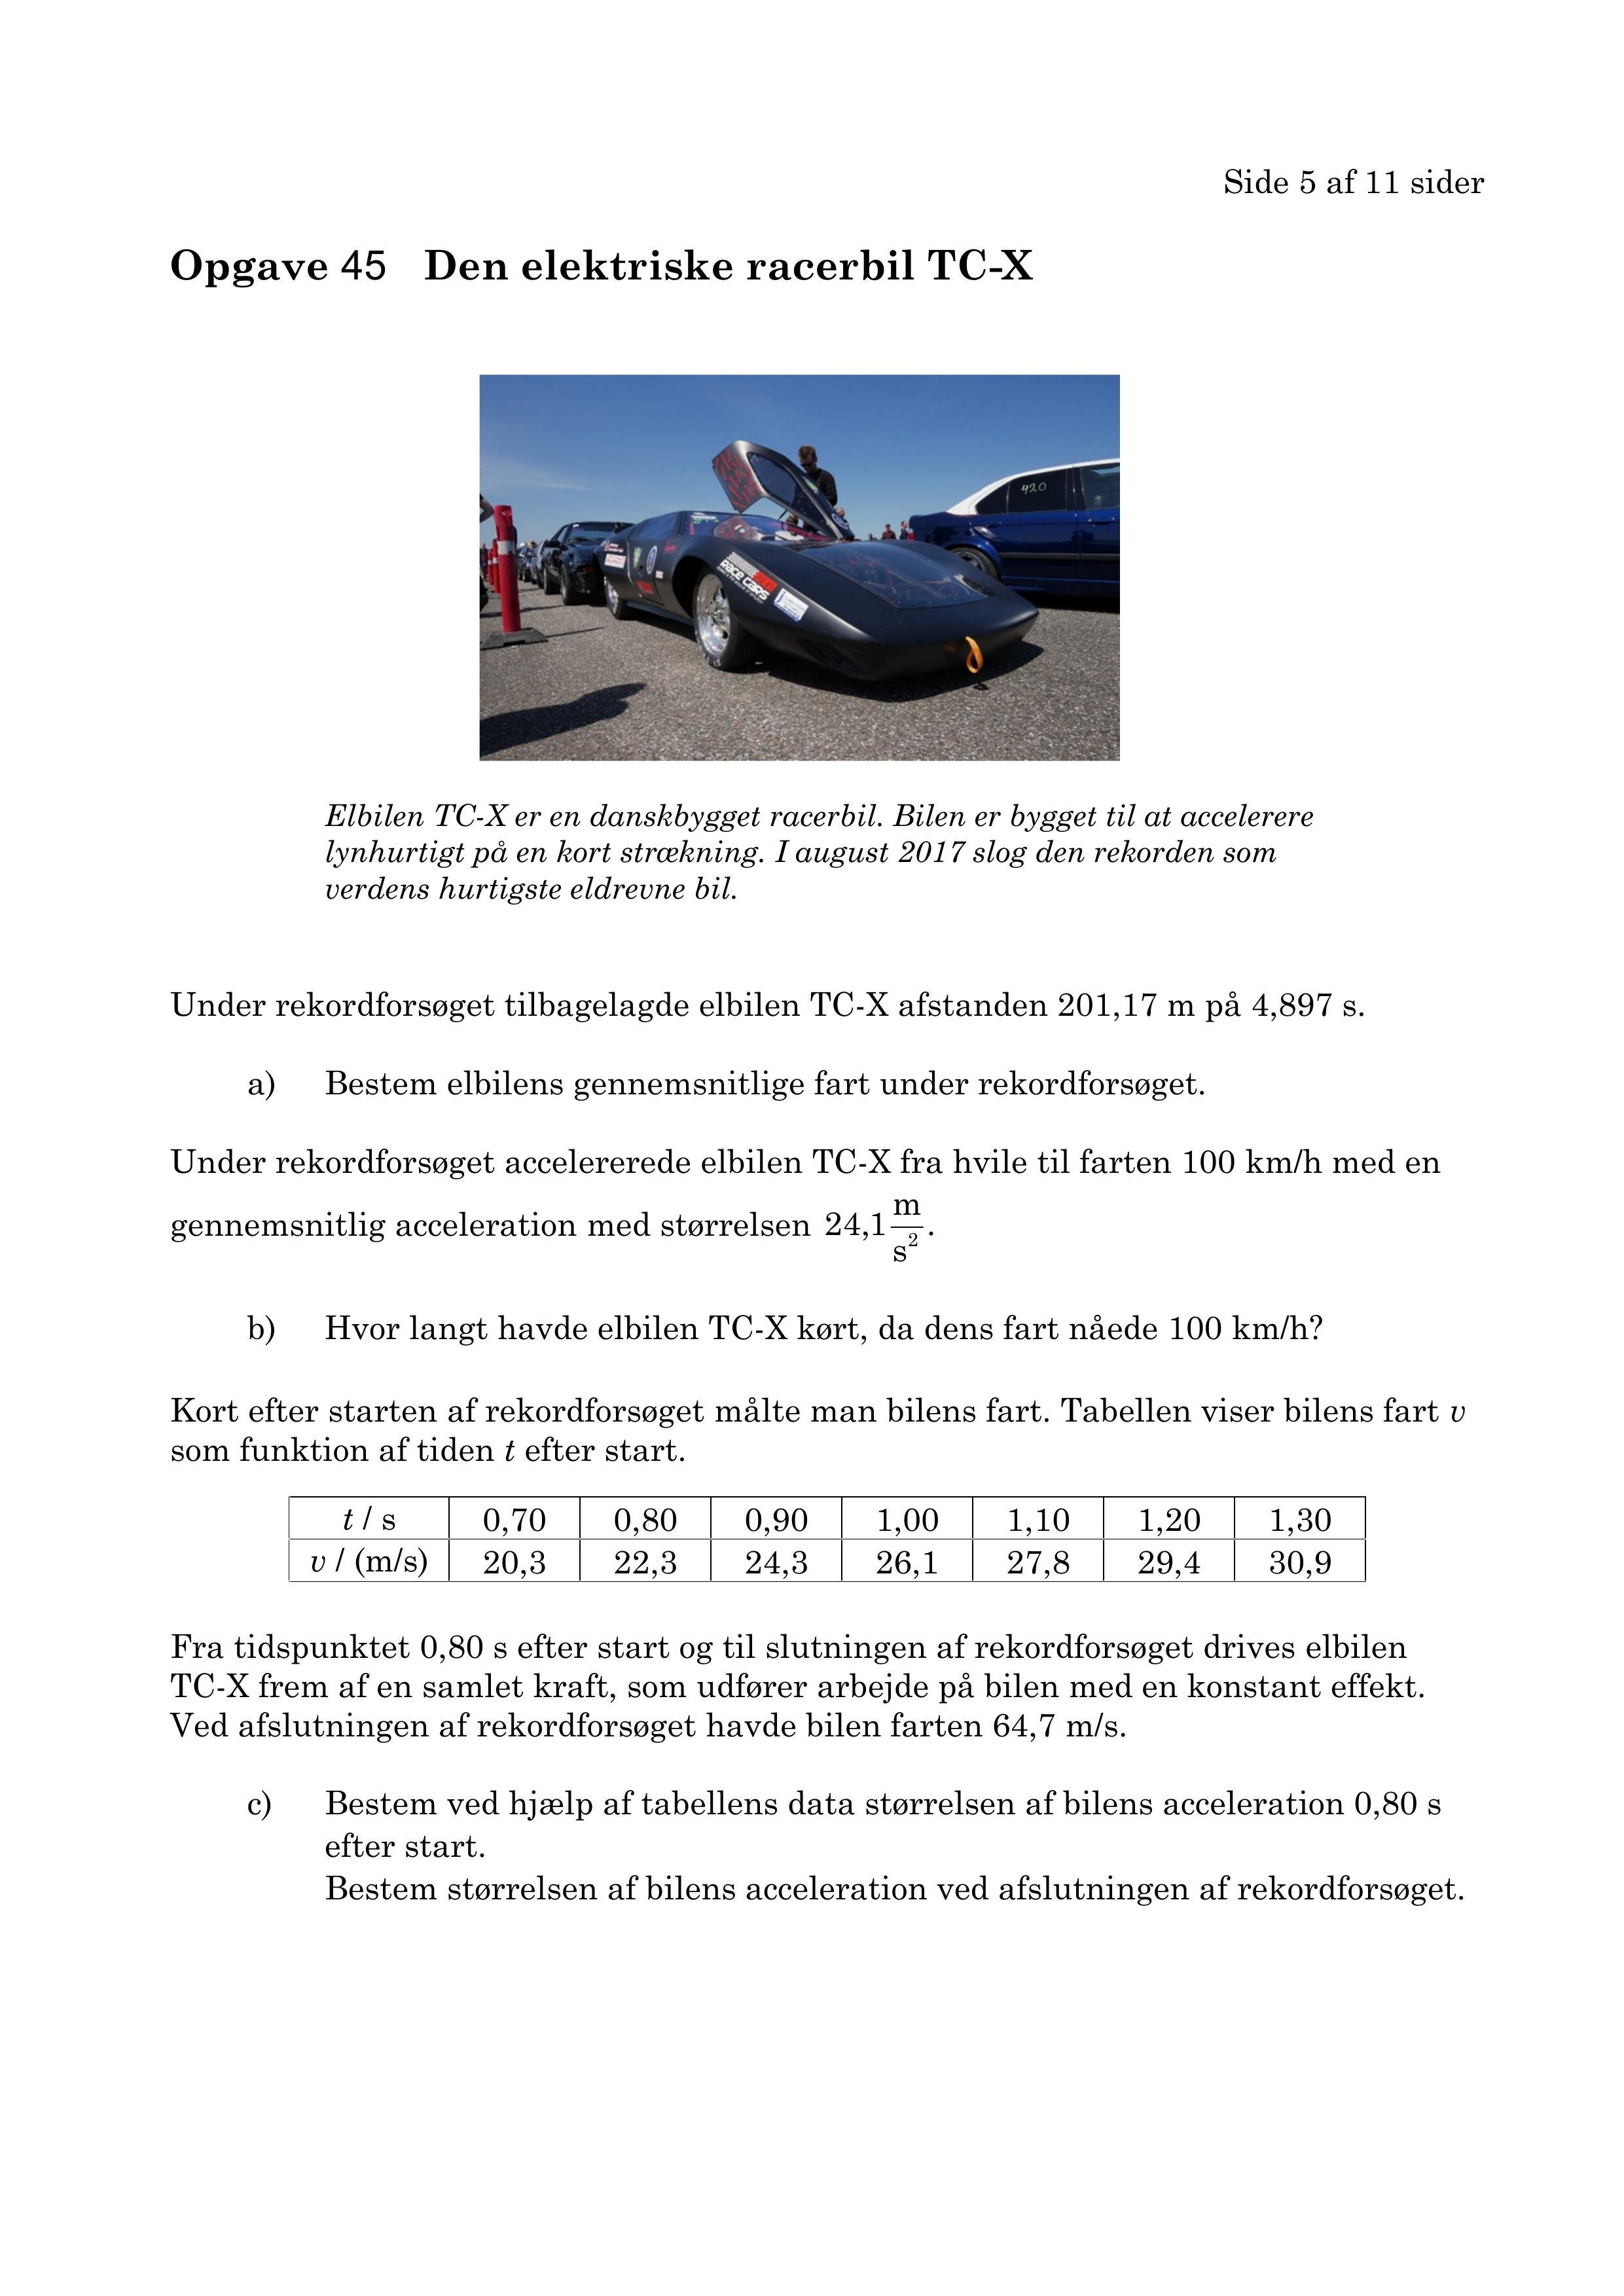 Side 5 af 11 sider
Opgave 45 Den elektriske racerbil TC-X
420
RACE CARS
Elbilen TC-X er en danskbygget racerbil. Bilen er bygget til at accelerere
lynhurtigt på en kort strækning. I august 2017 slog den rekorden som
verdens hurtigste eldrevne bil.
Under rekordforsøget tilbagelagde elbilen TC-X afstanden 201,17 m på 4,897 s.
a) Bestem elbilens gennemsnitlige fart under rekordforsøget.
Under rekordforsøget accelererede elbilen TC-X fra hvile til farten 100 km/h med en
gennemsnitlig acceleration med størrelsen 24,1 m/s².
b) Hvor langt havde elbilen TC-X kørt, da dens fart nåede 100 km/h?
Kort efter starten af rekordforsøget målte man bilens fart. Tabellen viser bilens fart v
som funktion af tiden t efter start.
t / s 0,70 0,80 0,90 1,00 1,10 1,20 1,30
v / (m/s) 20,3 22,3 24,3 26,1 27,8 29,4 30,9
Fra tidspunktet 0,80 s efter start og til slutningen af rekordforsøget drives elbilen
TC-X frem af en samlet kraft, som udfører arbejde på bilen med en konstant effekt.
Ved afslutningen af rekordforsøget havde bilen farten 64,7 m/s.
c) Bestem ved hjælp af tabellens data størrelsen af bilens acceleration 0,80 s
efter start.
Bestem størrelsen af bilens acceleration ved afslutningen af rekordforsøget.